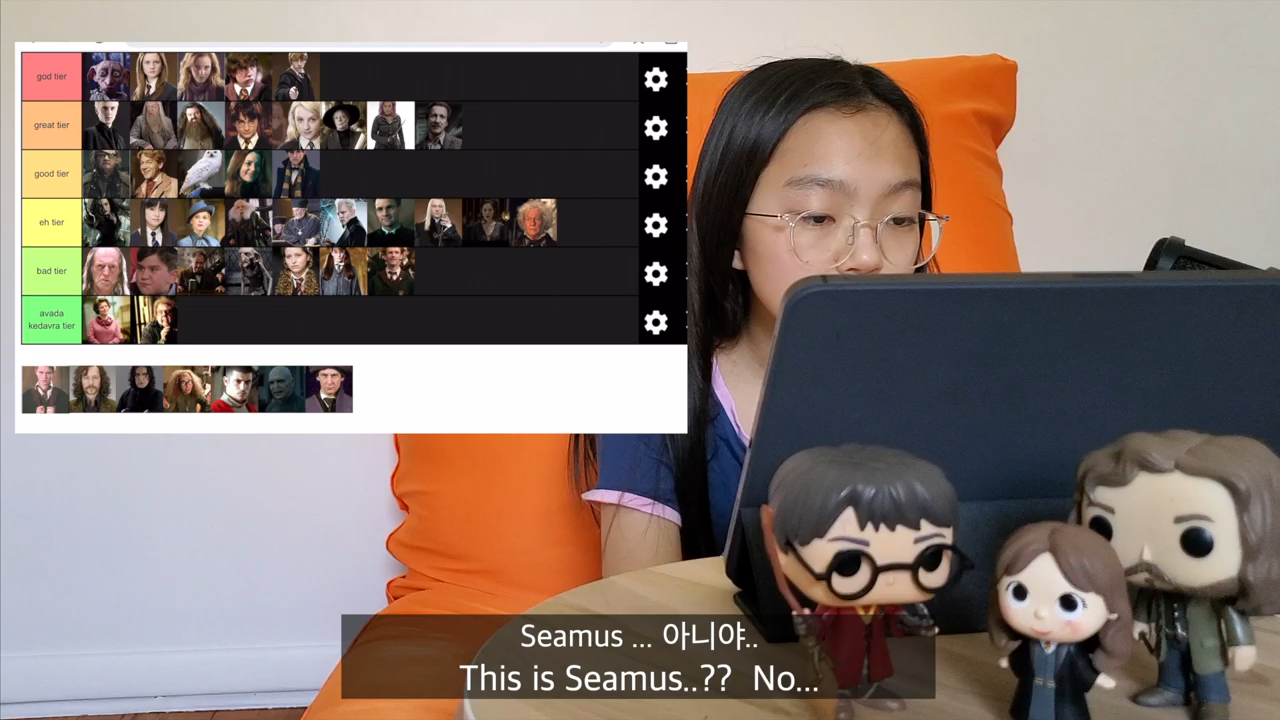 god tier
great tier
good tier
eh tier
bad tier
avada
kedavra tier
Seamus ... 아니야..
This is Seamus..?? No...